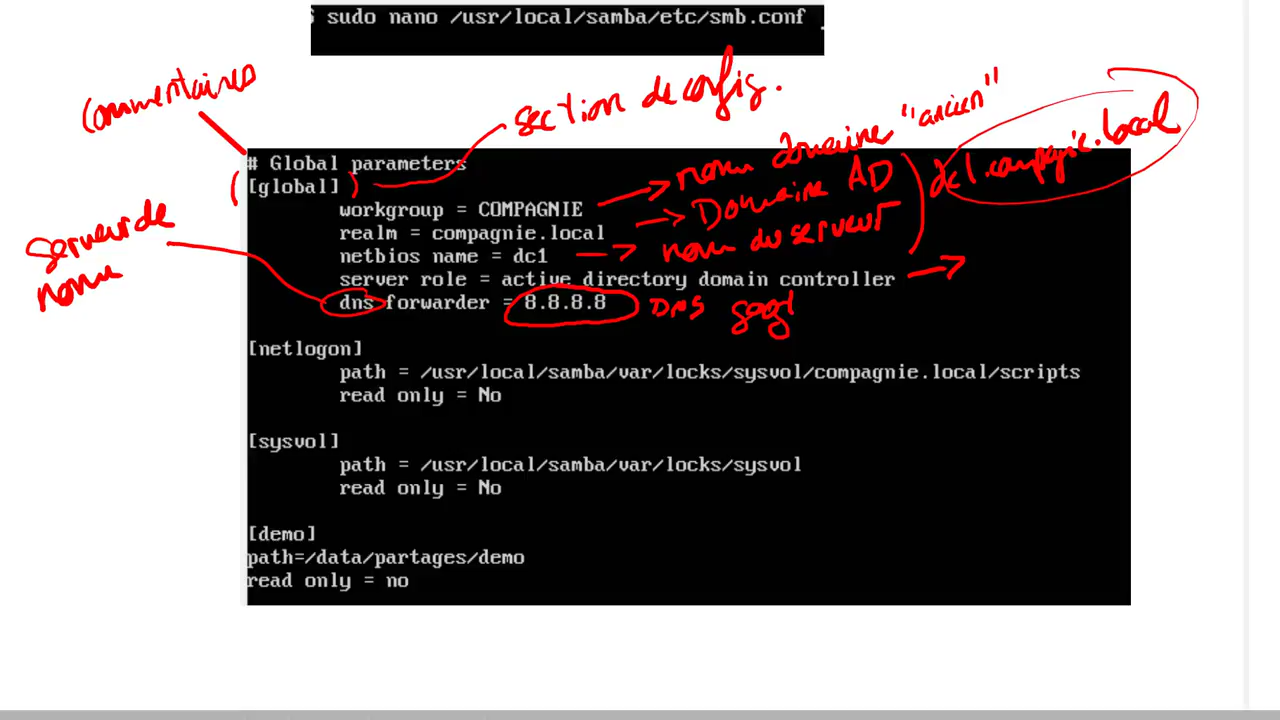 sudo nano /usr/local/samba/etc/smb.conf
commentaires
section de config.
nom domaine "ancien"
dc1.compagnie.local
# Global parameters
[global]
workgroup = COMPAGNIE
Domaine AD
realm = compagnie.local
serveur de
nom
netbios name = dc1
nom du serveur
server role = active directory domain controller
dns forwarder = 8.8.8.8
DNS googl
[netlogon]
path = /usr/local/samba/var/locks/sysvol/compagnie.local/scripts
read only = No
[sysvol]
path = /usr/local/samba/var/locks/sysvol
read only = No
[demo]
path=/data/partages/demo
read only = no